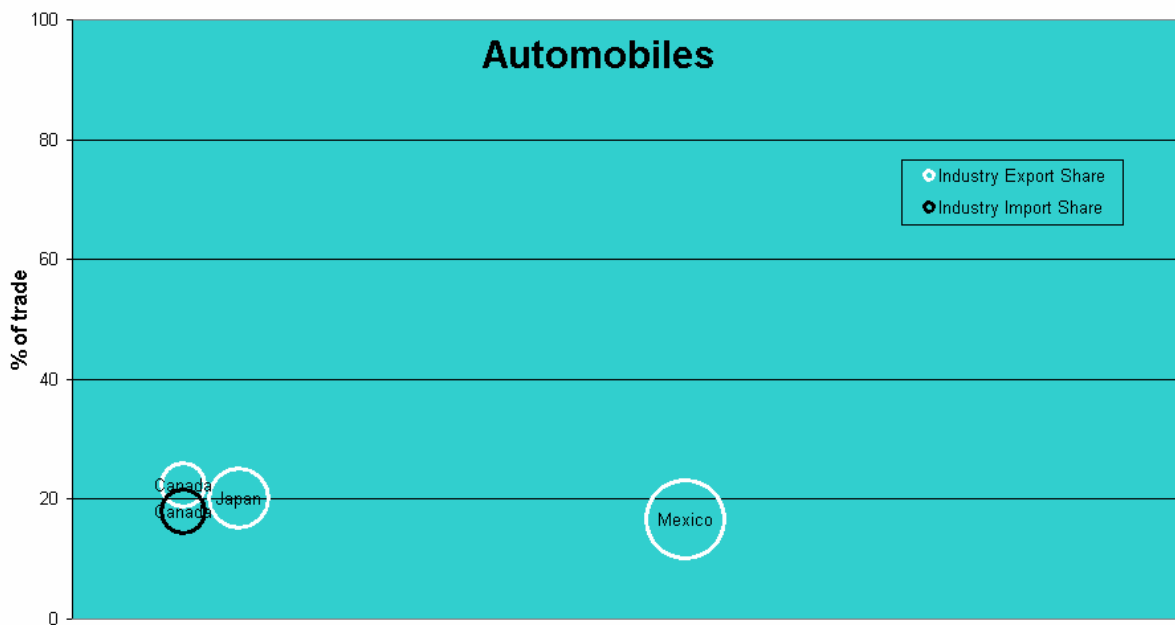 Automobiles
100
80
60
40
20
0
% of trade
Industry Export Share
Industry Import Share
Canada
Canada
Japan
Mexico